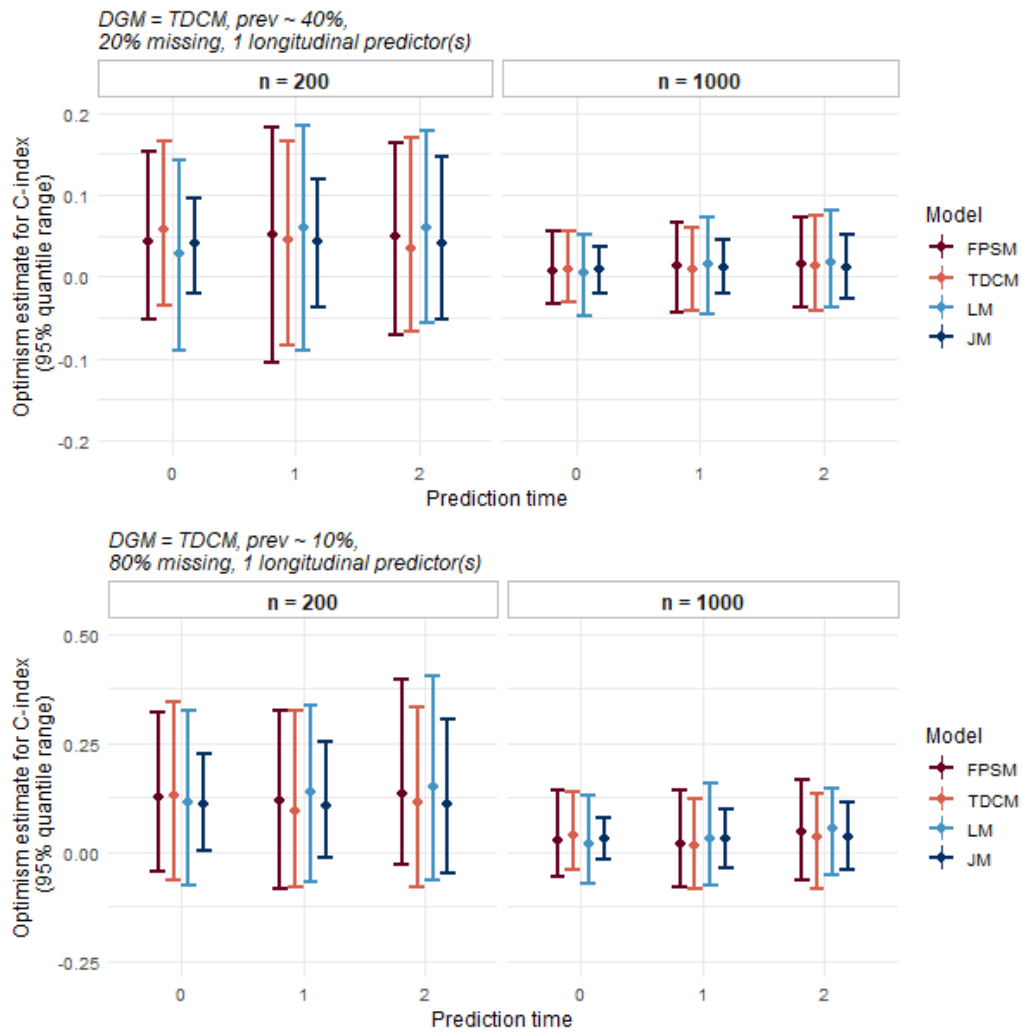 DGM = TDCM, prev ~ 40%,
20% missing, 1 longitudinal predictor(s)
n = 200
n = 1000
Optimism estimate for C-index
(95% quantile range)
0.2
0.1
0.0
-0.1
-0.2
0 1 2
0 1 2
Prediction time
Model
FPSM
TDCM
LM
JM
DGM = TDCM, prev ~ 10%,
80% missing, 1 longitudinal predictor(s)
n = 200
n = 1000
Optimism estimate for C-index
(95% quantile range)
0.50
0.25
0.00
-0.25
0 1 2
0 1 2
Prediction time
Model
FPSM
TDCM
LM
JM